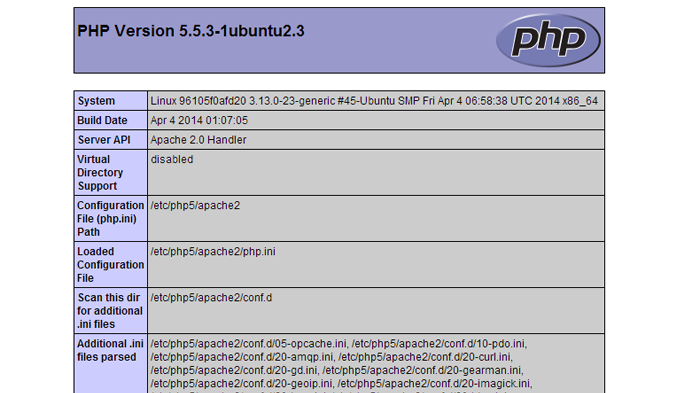 PHP Version 5.5.3-1ubuntu2.3
php
System Linux 96105f0afd20 3.13.0-23-generic #45-Ubuntu SMP Fri Apr 4 06:58:38 UTC 2014 x86_64
Build Date Apr 4 2014 01:07:05
Server API Apache 2.0 Handler
Virtual disabled
Directory
Support
Configuration /etc/php5/apache2
File (php.ini)
Path
Loaded /etc/php5/apache2/php.ini
Configuration
File
Scan this dir /etc/php5/apache2/conf.d
for additional
.ini files
Additional .ini /etc/php5/apache2/conf.d/05-opcache.ini, /etc/php5/apache2/conf.d/10-pdo.ini,
files parsed /etc/php5/apache2/conf.d/20-amqp.ini, /etc/php5/apache2/conf.d/20-curl.ini,
/etc/php5/apache2/conf.d/20-gd.ini, /etc/php5/apache2/conf.d/20-gearman.ini,
/etc/php5/apache2/conf.d/20-geoip.ini, /etc/php5/apache2/conf.d/20-imagick.ini,